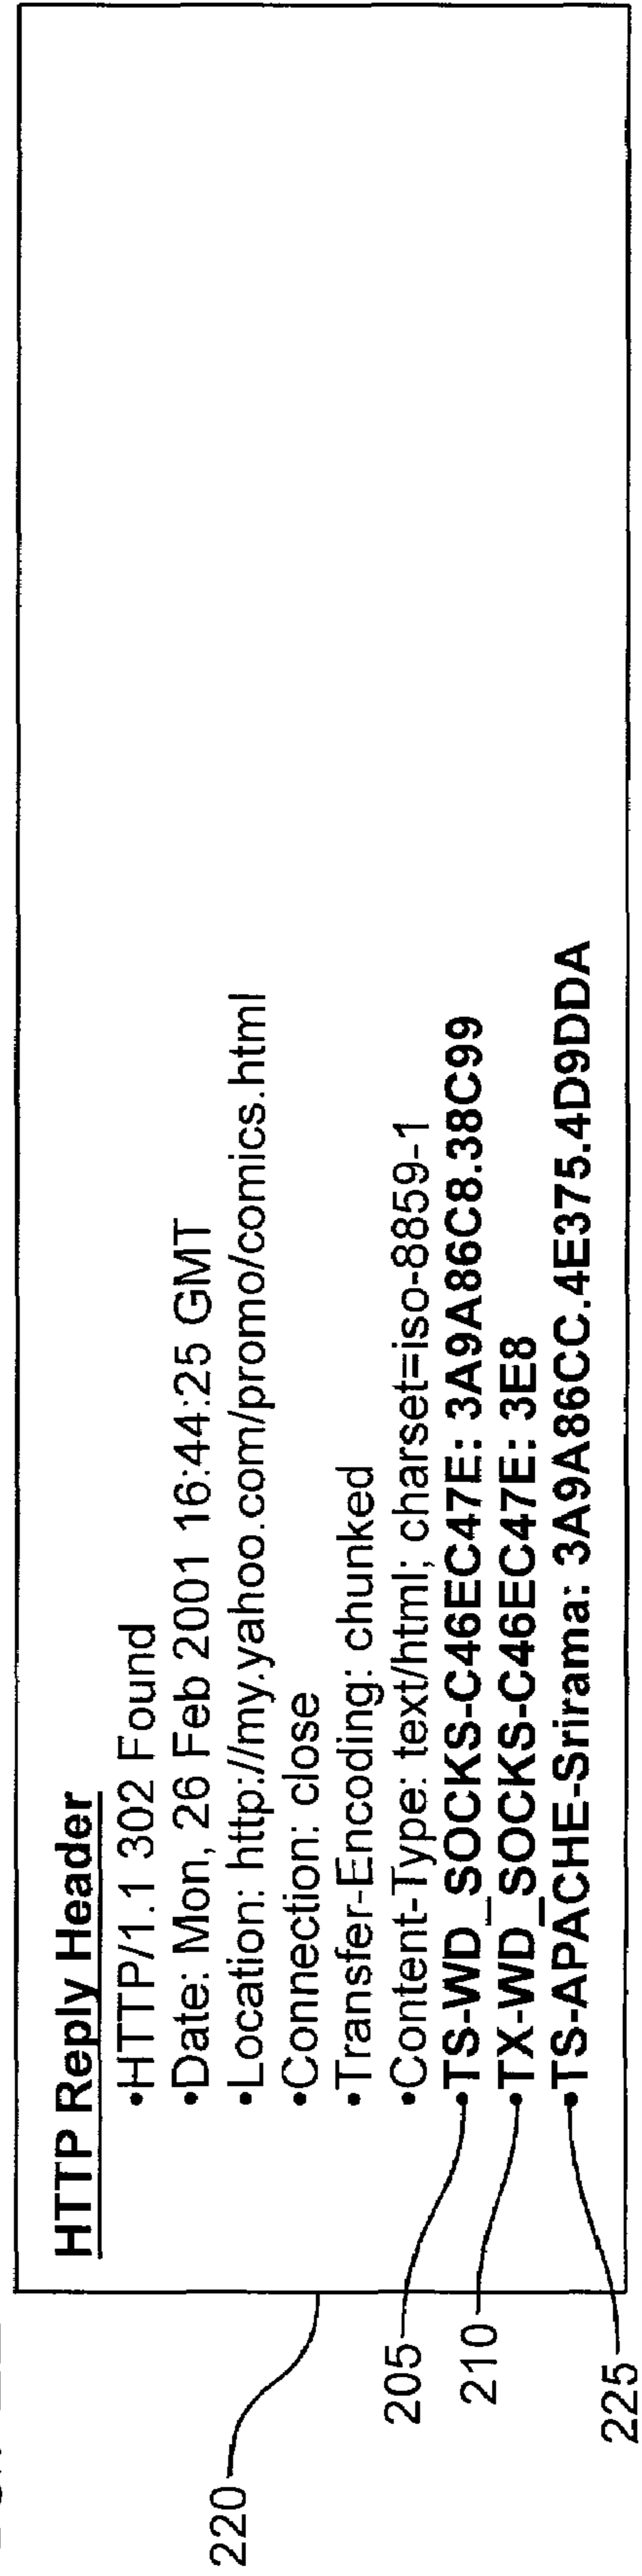 HTTP Reply Header
•HTTP/1.1 302 Found
•Date: Mon, 26 Feb 2001 16:44:25 GMT
•Location: http://my.yahoo.com/promo/comics.html
•Connection: close
•Transfer-Encoding: chunked
•Content-Type: text/html; charset=iso-8859-1
•TS-WD_SOCKS-C46EC47E: 3A9A86C8.38C99
•TX-WD_SOCKS-C46EC47E: 3E8
•TS-APACHE-Srirama: 3A9A86CC.4E375.4D9DDA
220
205
210
225